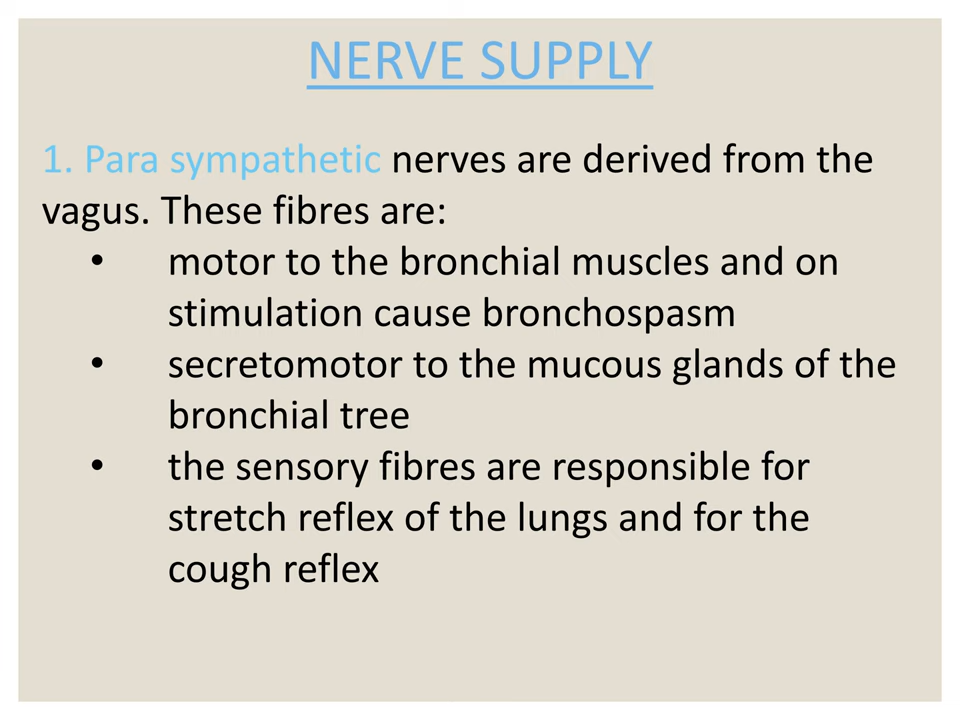 NERVE SUPPLY
1. Para sympathetic nerves are derived from the
vagus. These fibres are:
• motor to the bronchial muscles and on
stimulation cause bronchospasm
• secretomotor to the mucous glands of the
bronchial tree
• the sensory fibres are responsible for
stretch reflex of the lungs and for the
cough reflex